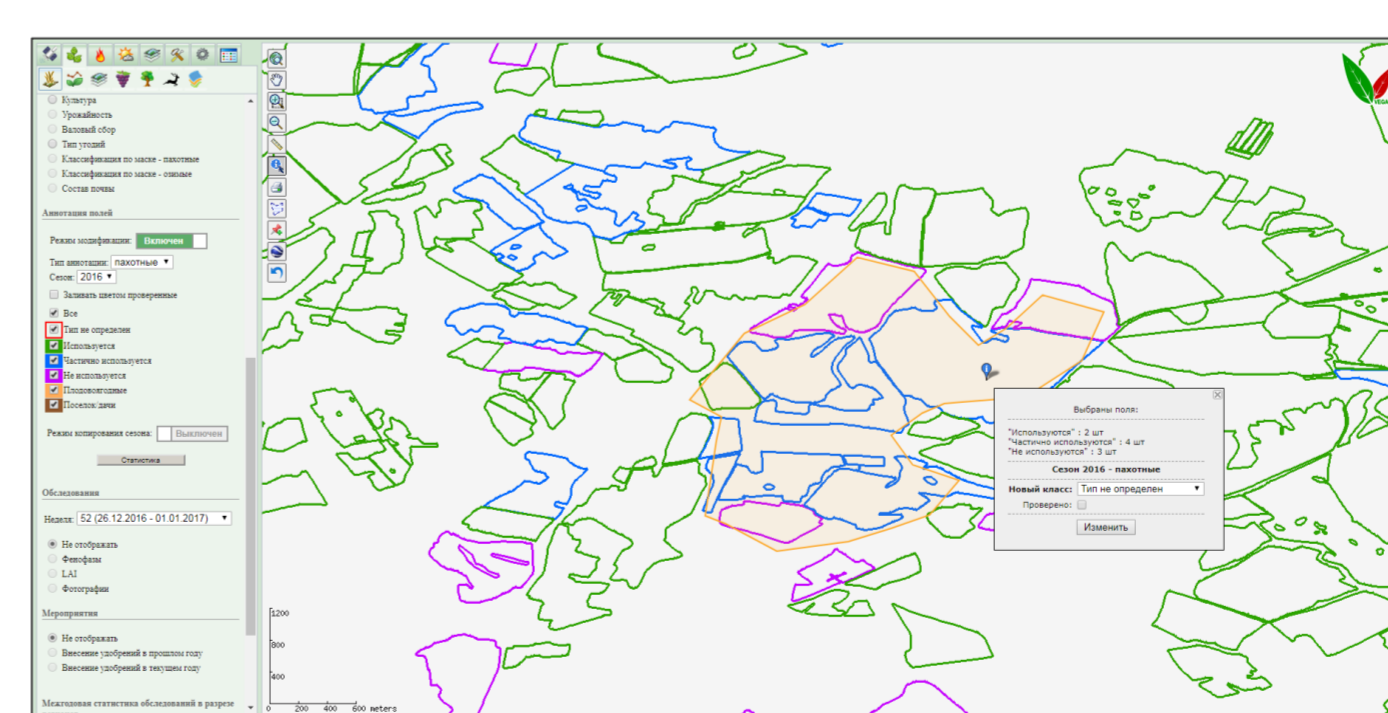 Культура
Урожайность
Валовый сбор
Тип угодий
Классификация по маске - пахотные
Классификация по маске - озимые
Состав почвы
Аннотация полей
Режим модификации: Включен
Тип аннотации: пахотные
Сезон: 2016
Заливать цветом проверенные
Все
Тип не определен
Используется
Частично используется
Не используется
Плодовоягодные
Поселок/дачи
Режим копирования сезона: Выключен
Статистика
Обследования
Неделя: 52 (26.12.2016 - 01.01.2017)
Не отображать
Фенофазы
LAI
Фотографии
Мероприятия
Не отображать
Внесение удобрений в прошлом году
Внесение удобрений в текущем году
Межгодовая статистика обследований в разрезе
VEGA
Выбраны поля:
"Используются" : 2 шт
"Частично используются" : 4 шт
"Не используются" : 3 шт
Сезон 2016 - пахотные
Новый класс: Тип не определен
Проверено:
Изменить
1200
800
400
0 200 400 600 meters